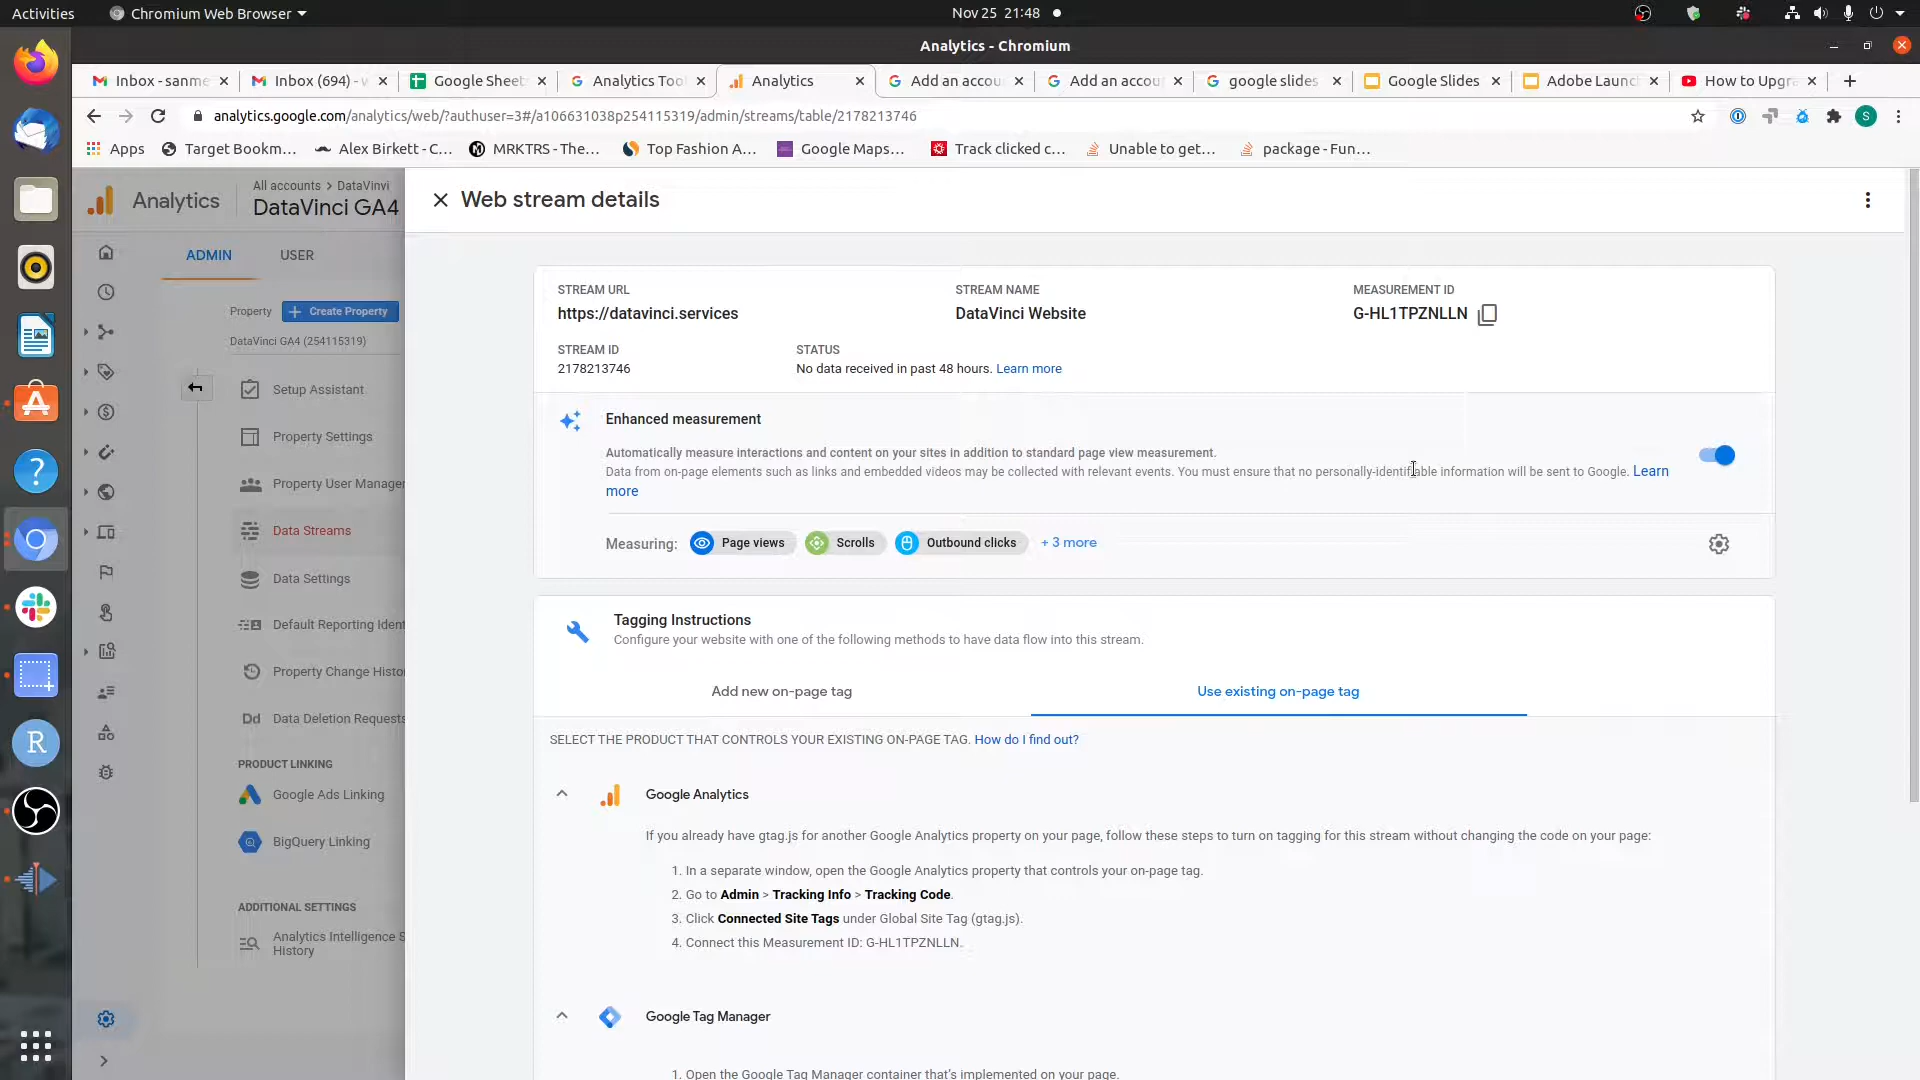 Activities
Chromium Web Browser
Nov 25 21:48
Analytics - Chromium
Inbox - sanme
Inbox (694) - w
Google Sheet
Analytics Too
Analytics
Add an accou
Add an accou
google slides
Google Slides
Adobe Launc
How to Upgra
analytics.google.com/analytics/web/?authuser=3#/a106631038p254115319/admin/streams/table/2178213746
S
Apps
Target Bookm...
Alex Birkett - C...
MRKTRS - The...
Top Fashion A...
Google Maps...
Track clicked c...
Unable to get...
package - Fun...
Analytics
All accounts > DataVinvi
DataVinci GA4
ADMIN
USER
Property
Create Property
DataVinci GA4 (254115319)
Setup Assistant
Property Settings
Property User Manager
Data Streams
Data Settings
Default Reporting Ident
Property Change Histo
Dd Data Deletion Requests
PRODUCT LINKING
Google Ads Linking
BigQuery Linking
ADDITIONAL SETTINGS
Analytics Intelligence S
History
Web stream details
STREAM URL
https://datavinci.services
STREAM NAME
DataVinci Website
MEASUREMENT ID
G-HL1TPZNLLN
STREAM ID
2178213746
STATUS
No data received in past 48 hours. Learn more
Enhanced measurement
Automatically measure interactions and content on your sites in addition to standard page view measurement.
Data from on-page elements such as links and embedded videos may be collected with relevant events. You must ensure that no personally-identifiable information will be sent to Google. Learn
more
Measuring:
Page views
Scrolls
Outbound clicks
+ 3 more
Tagging Instructions
Configure your website with one of the following methods to have data flow into this stream.
Add new on-page tag
Use existing on-page tag
SELECT THE PRODUCT THAT CONTROLS YOUR EXISTING ON-PAGE TAG. How do I find out?
Google Analytics
If you already have gtag.js for another Google Analytics property on your page, follow these steps to turn on tagging for this stream without changing the code on your page:
1. In a separate window, open the Google Analytics property that controls your on-page tag.
2. Go to Admin > Tracking Info > Tracking Code.
3. Click Connected Site Tags under Global Site Tag (gtag.js).
4. Connect this Measurement ID: G-HL1TPZNLLN.
Google Tag Manager
1. Open the Google Tag Manager container that's implemented on your page.